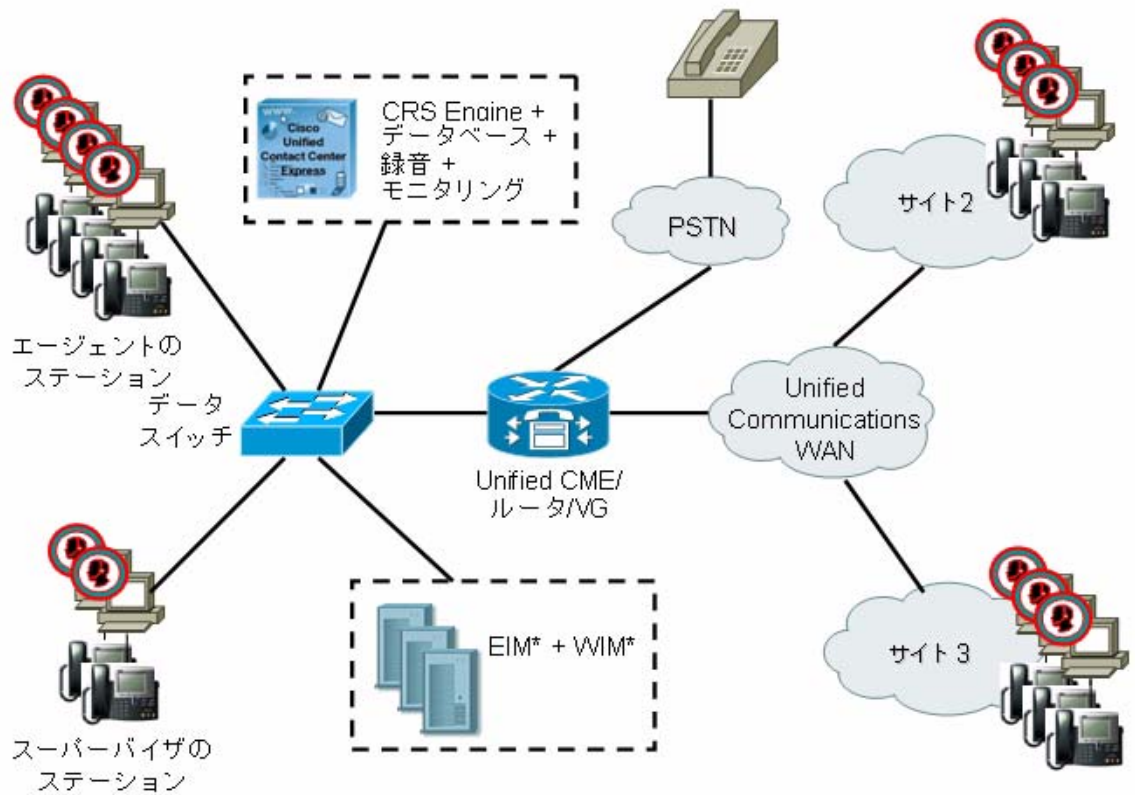 www.
Cisco
Unified
Contact Center
Express
CRS Engine +
データベース +
録音 +
モニタリング
PSTN
サイト2
エージェントの
ステーション
データ
スイッチ
Unified CME/
ルータ/VG
Unified
Communications
WAN
EIM* + WIM*
サイト 3
スーパーバイザの
ステーション